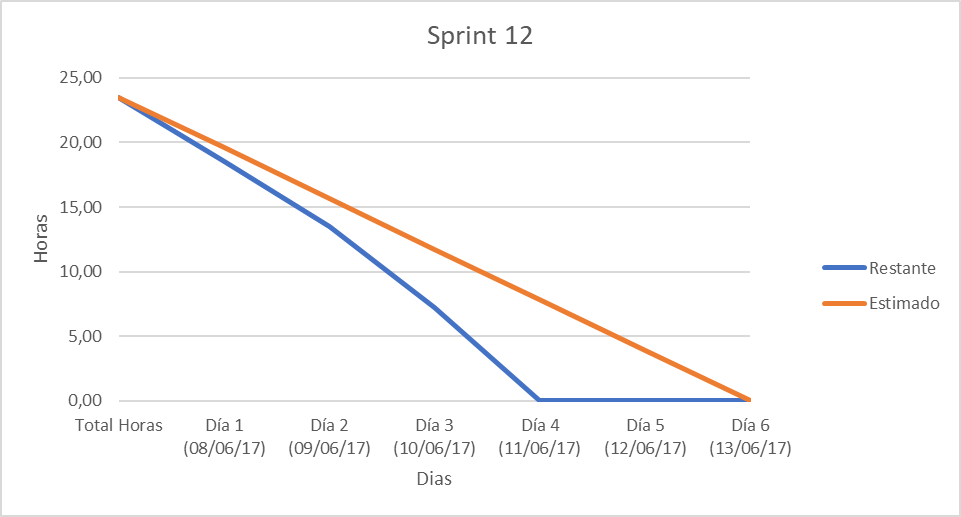 Sprint 12
25,00
20,00
15,00
10,00
5,00
0,00
Horas
Total Horas
Día 1
(08/06/17)
Día 2
(09/06/17)
Día 3
(10/06/17)
Día 4
(11/06/17)
Día 5
(12/06/17)
Día 6
(13/06/17)
Dias
Restante
Estimado